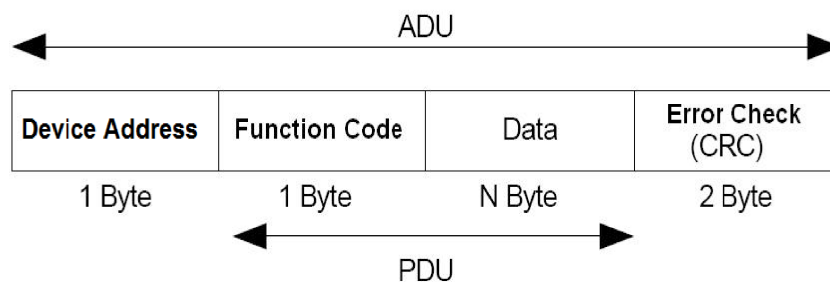 ADU
Device Address
Function Code
Data
Error Check
(CRC)
1 Byte
1 Byte
N Byte
2 Byte
PDU